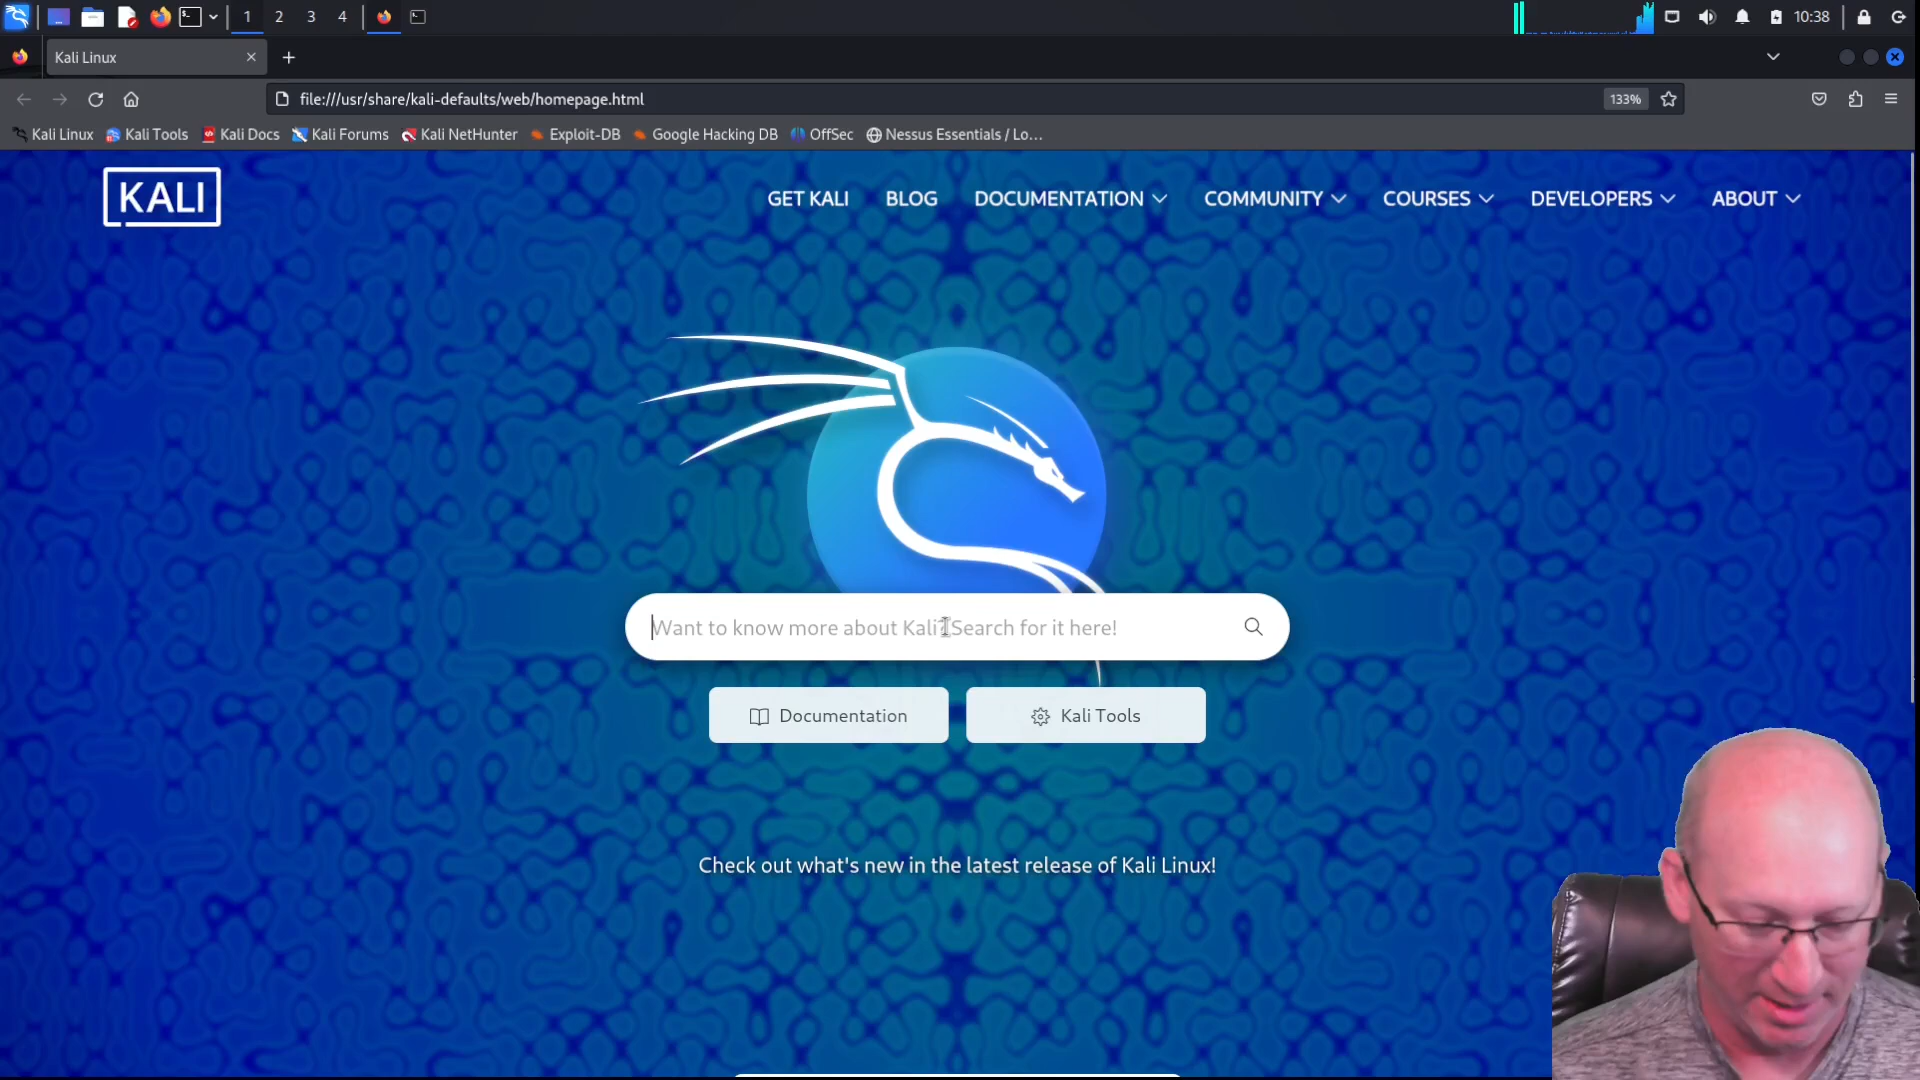 1 2 3 4 10:38
Kali Linux
file:///usr/share/kali-defaults/web/homepage.html 133%
Kali Linux Kali Tools Kali Docs Kali Forums Kali NetHunter Exploit-DB Google Hacking DB OffSec Nessus Essentials / Lo...
KALI GET KALI BLOG DOCUMENTATION COMMUNITY COURSES DEVELOPERS ABOUT
Want to know more about Kali? Search for it here!
Documentation Kali Tools
Check out what's new in the latest release of Kali Linux!